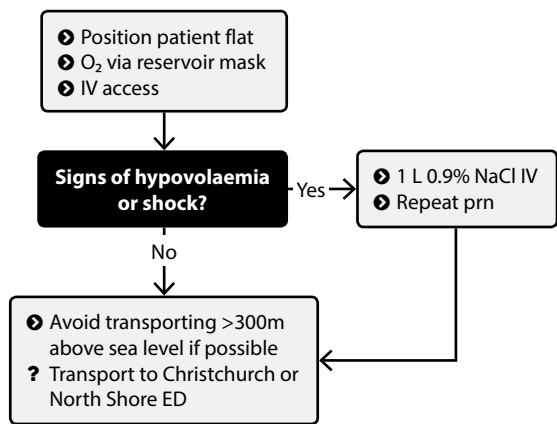 Position patient flat
O₂ via reservoir mask
IV access
Signs of hypovolaemia
or shock?
Yes
1 L 0.9% NaCl IV
Repeat prn
No
Avoid transporting >300m
above sea level if possible
? Transport to Christchurch or
North Shore ED